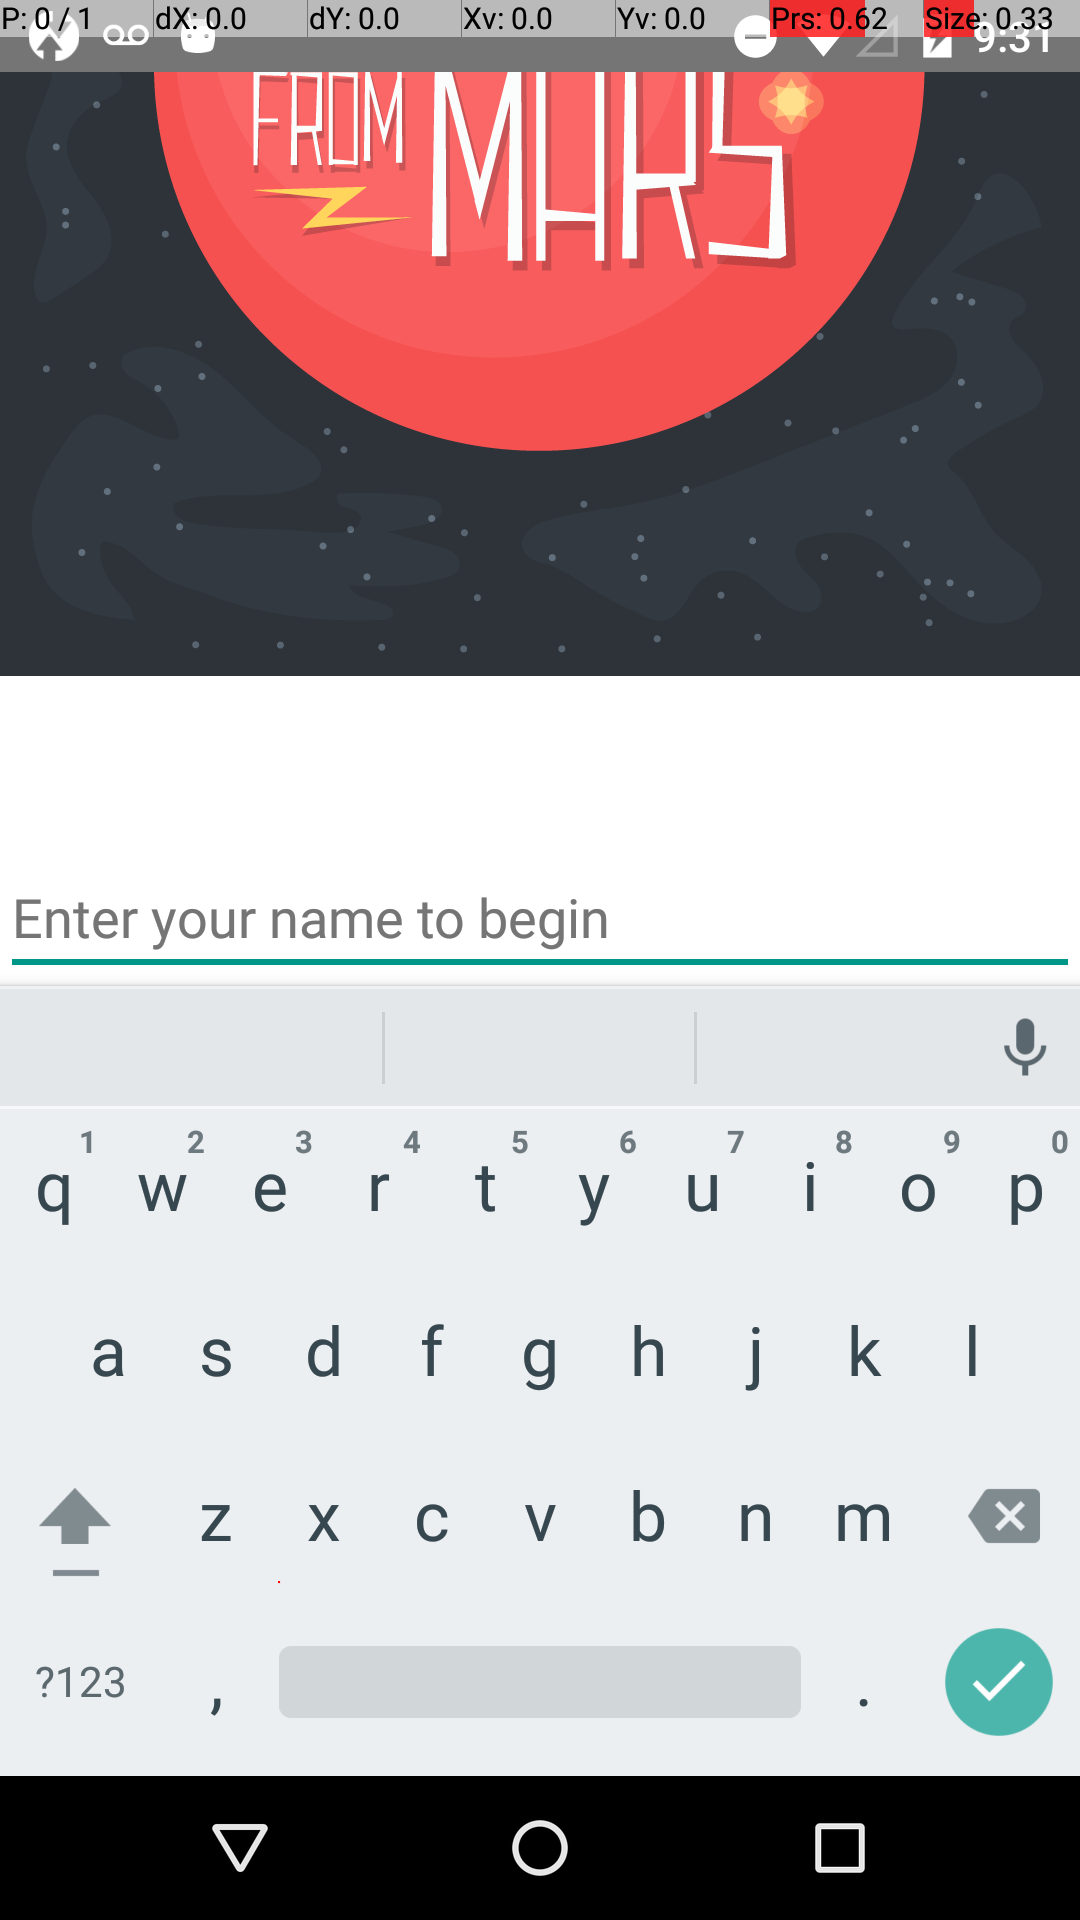 P: 0 / 1 dX: 0.0 dY: 0.0 Xv: 0.0 Yv: 0.0 Prs: 0.62 Size: 0.33
9:31
FROM MARS
Enter your name to begin
1 2 3 4 5 6 7 8 9 0
q w e r t y u i o p
a s d f g h j k l
z x c v b n m
?123 , .